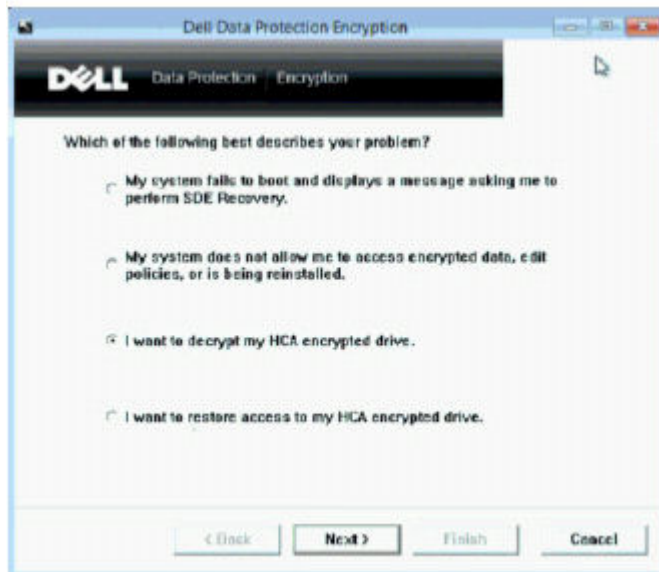 Dell Data Protection Encryption
DELL Data Protection | Encryption
Which of the following best describes your problem?
My system fails to boot and displays a message asking me to
perform SDE Recovery.
My system does not allow me to access encrypted data, edit
policies, or is being reinstalled.
I want to decrypt my HCA encrypted drive.
I want to restore access to my HCA encrypted drive.
< Back
Next >
Finish
Cancel